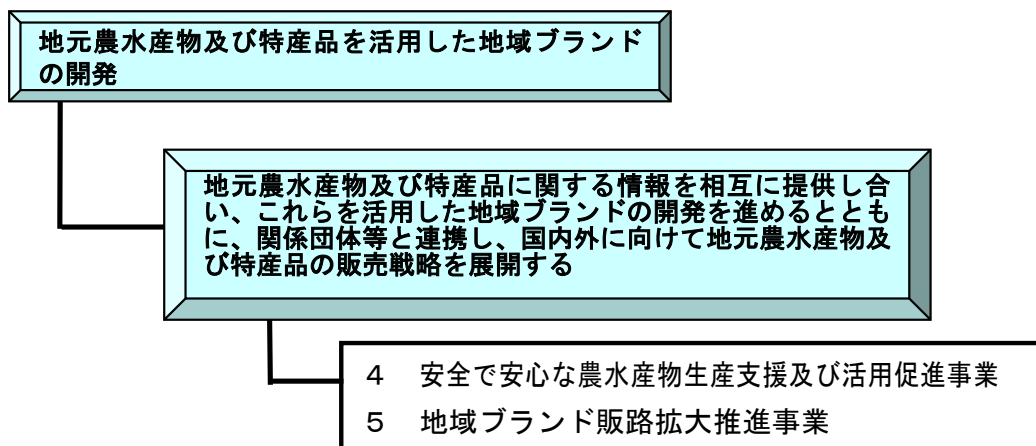 地元農水産物及び特産品を活用した地域ブランド
の開発
地元農水産物及び特産品に関する情報を相互に提供し合
い、これらを活用した地域ブランドの開発を進めるととも
に、関係団体等と連携し、国内外に向けて地元農水産物及
び特産品の販売戦略を展開する
４　安全で安心な農水産物生産支援及び活用促進事業
５　地域ブランド販路拡大推進事業